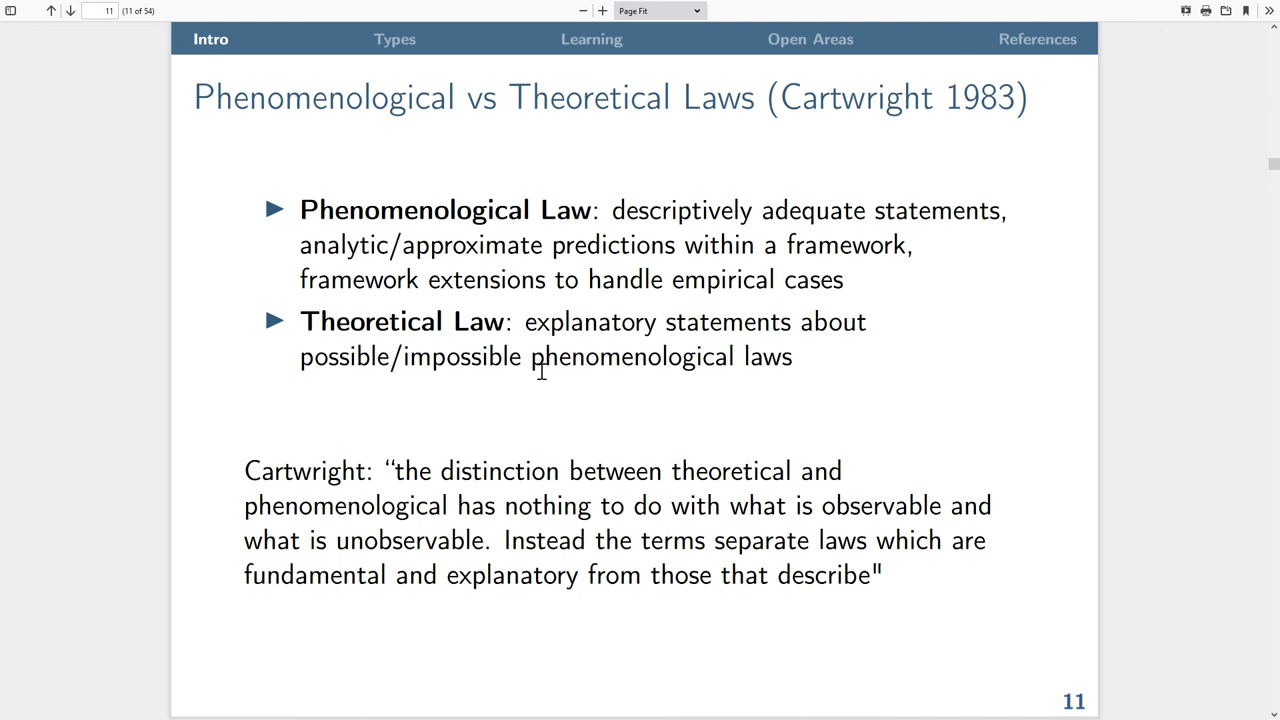 11 (11 of 54) Page Fit
Intro Types Learning Open Areas References
Phenomenological vs Theoretical Laws (Cartwright 1983)
Phenomenological Law: descriptively adequate statements,
analytic/approximate predictions within a framework,
framework extensions to handle empirical cases
Theoretical Law: explanatory statements about
possible/impossible phenomenological laws
Cartwright: “the distinction between theoretical and
phenomenological has nothing to do with what is observable and
what is unobservable. Instead the terms separate laws which are
fundamental and explanatory from those that describe"
11